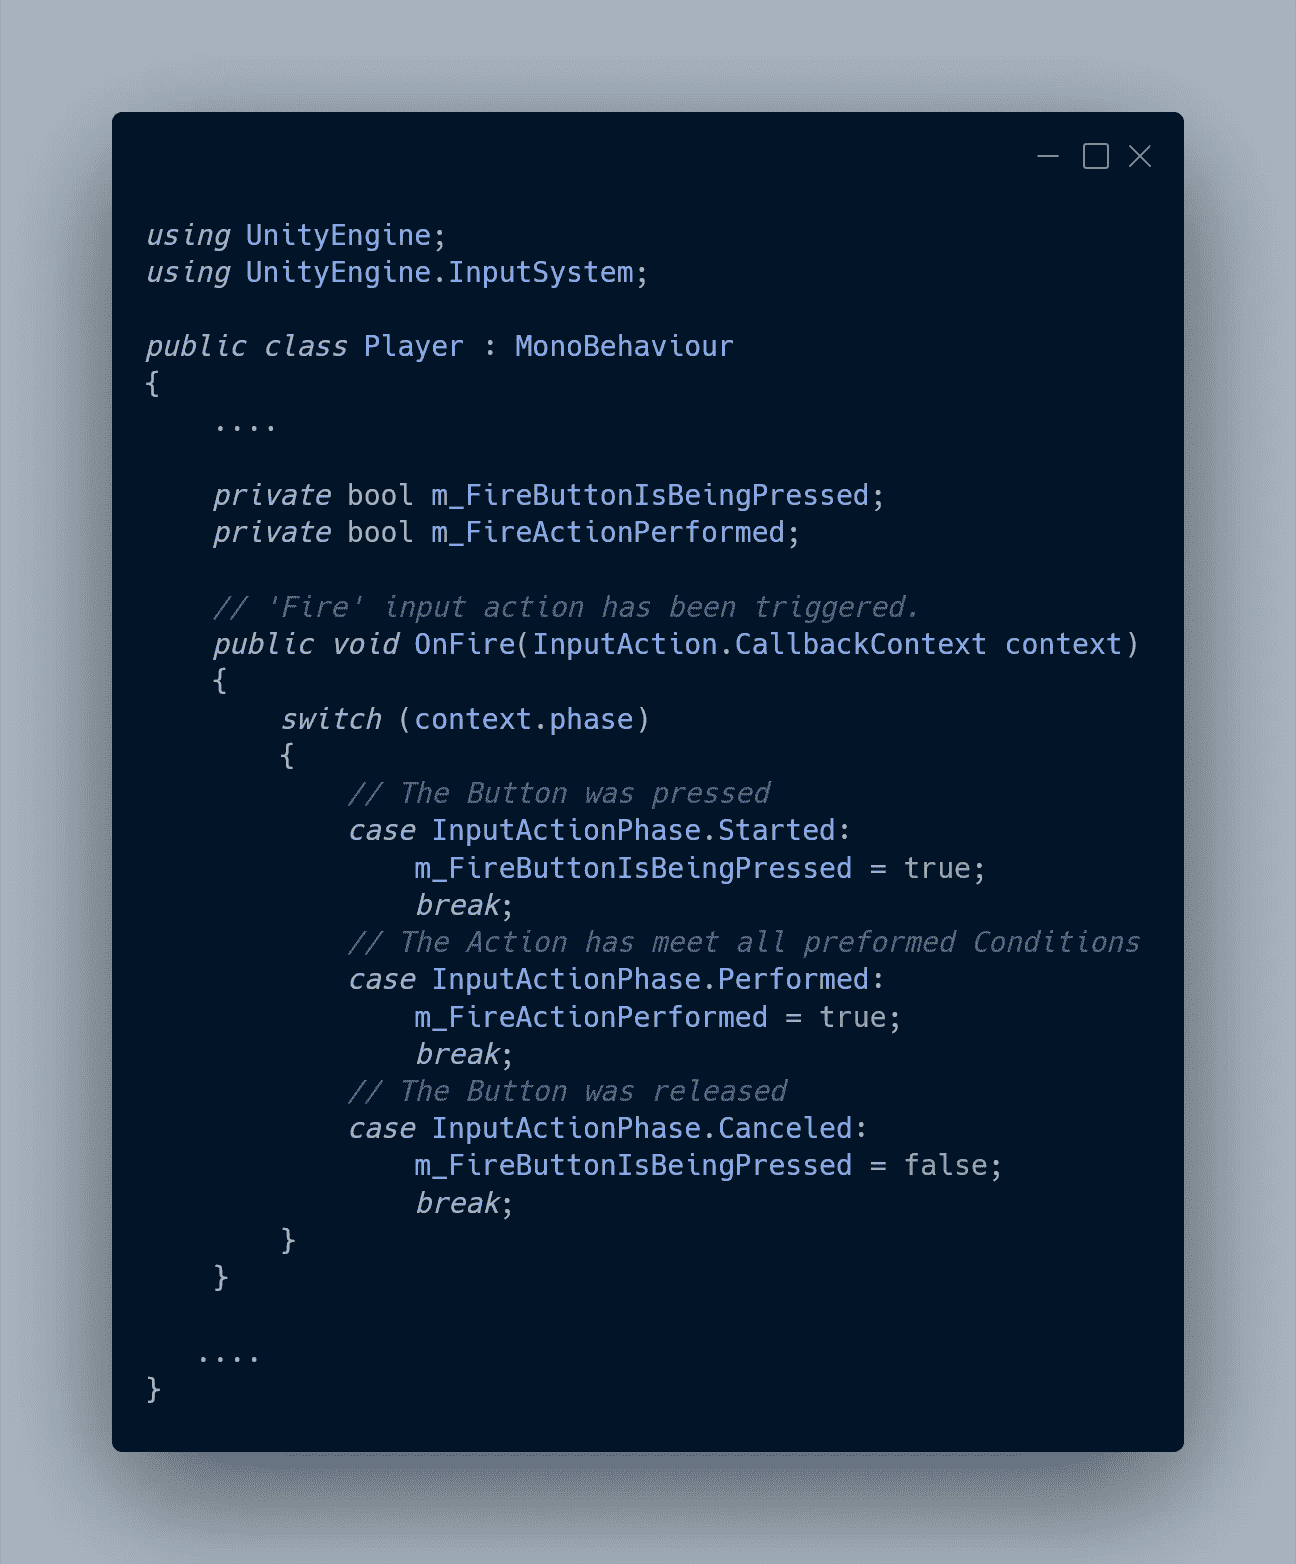 using UnityEngine;
using UnityEngine.InputSystem;
public class Player : MonoBehaviour
{
....
private bool m_FireButtonIsBeingPressed;
private bool m_FireActionPerformed;
// 'Fire' input action has been triggered.
public void OnFire(InputAction.CallbackContext context)
{
switch (context.phase)
{
// The Button was pressed
case InputActionPhase.Started:
m_FireButtonIsBeingPressed = true;
break;
// The Action has meet all preformed Conditions
case InputActionPhase.Performed:
m_FireActionPerformed = true;
break;
// The Button was released
case InputActionPhase.Canceled:
m_FireButtonIsBeingPressed = false;
break;
}
}
....
}